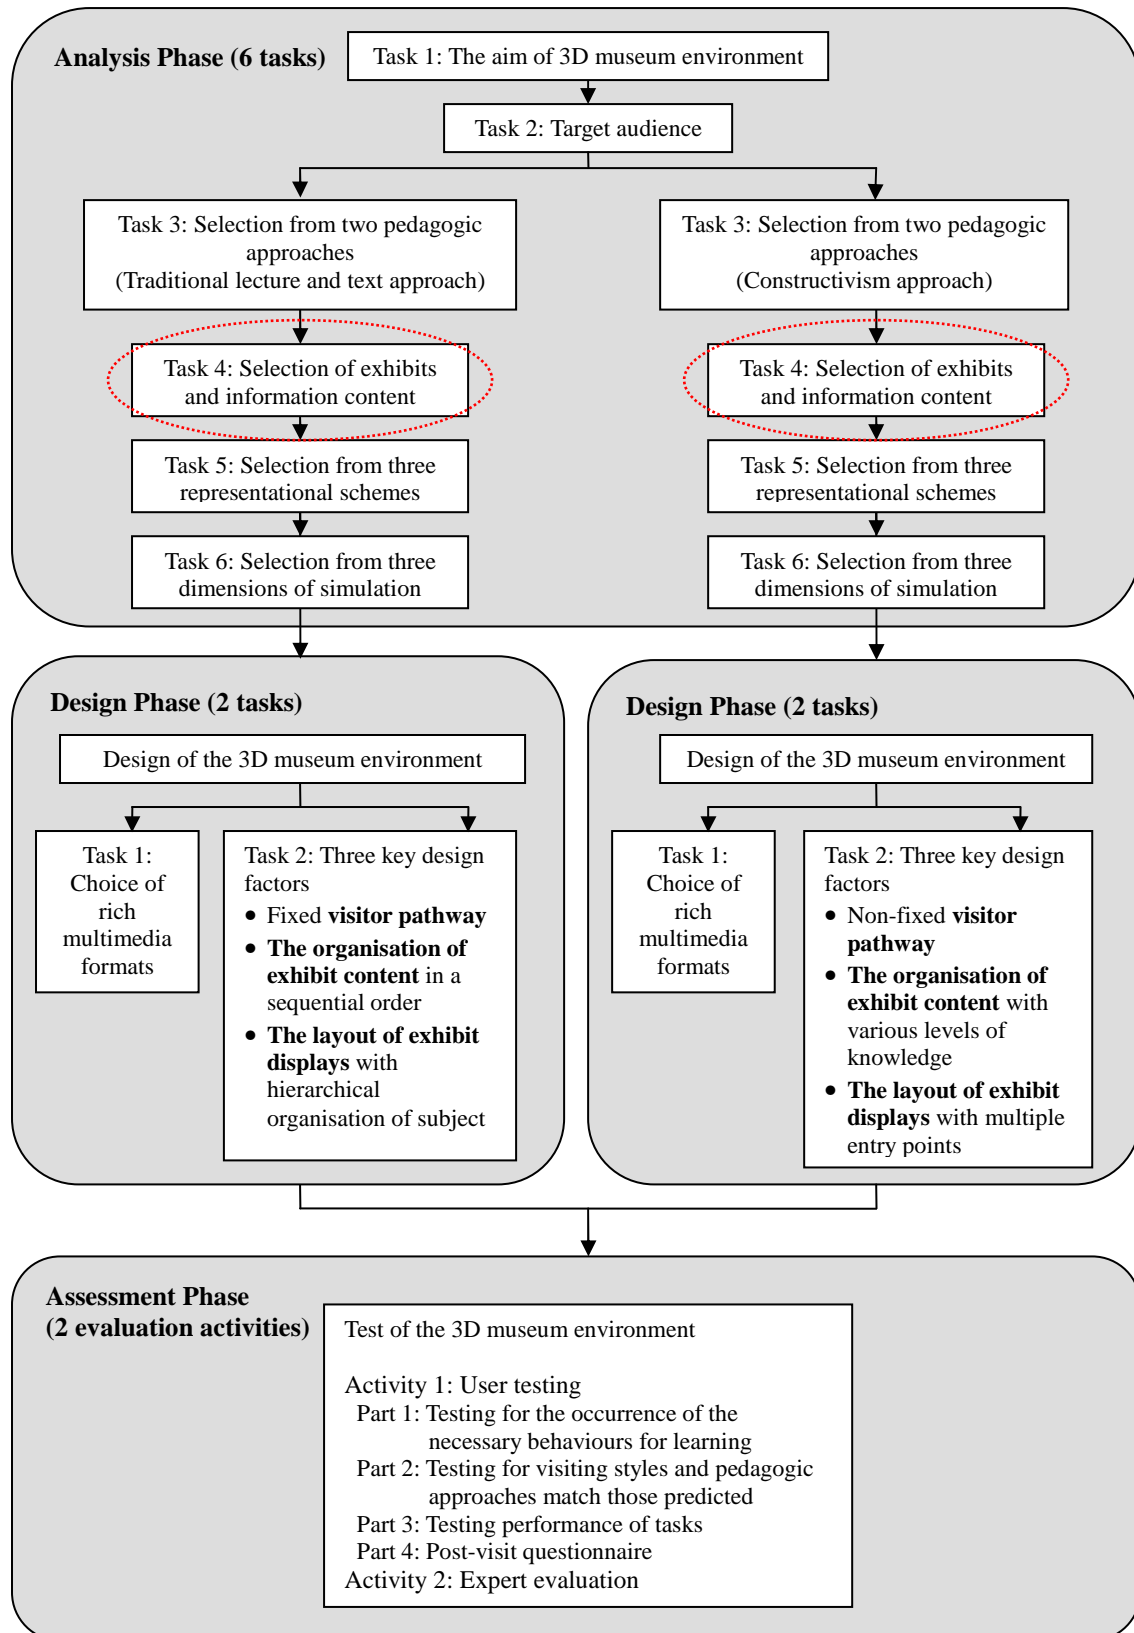 Analysis Phase (6 tasks)
Task 1: The aim of 3D museum environment
Task 2: Target audience
Task 3: Selection from two pedagogic
approaches
(Traditional lecture and text approach)
Task 3: Selection from two pedagogic
approaches
(Constructivism approach)
Task 4: Selection of exhibits
and information content
Task 4: Selection of exhibits
and information content
Task 5: Selection from three
representational schemes
Task 5: Selection from three
representational schemes
Task 6: Selection from three
dimensions of simulation
Task 6: Selection from three
dimensions of simulation
Design Phase (2 tasks)
Design of the 3D museum environment
Task 1:
Choice of
rich
multimedia
formats
Task 2: Three key design
factors
• Fixed visitor pathway
• The organisation of
exhibit content in a
sequential order
• The layout of exhibit
displays with
hierarchical
organisation of subject
Design Phase (2 tasks)
Design of the 3D museum environment
Task 1:
Choice of
rich
multimedia
formats
Task 2: Three key design
factors
• Non-fixed visitor
pathway
• The organisation of
exhibit content with
various levels of
knowledge
• The layout of exhibit
displays with multiple
entry points
Assessment Phase
(2 evaluation activities)
Test of the 3D museum environment
Activity 1: User testing
Part 1: Testing for the occurrence of the
necessary behaviours for learning
Part 2: Testing for visiting styles and pedagogic
approaches match those predicted
Part 3: Testing performance of tasks
Part 4: Post-visit questionnaire
Activity 2: Expert evaluation